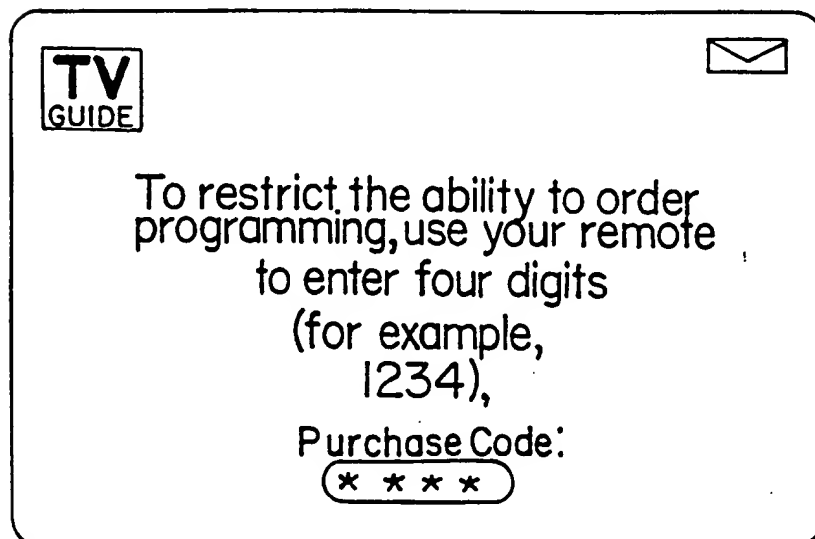 TV
GUIDE
To restrict the ability to order
programming, use your remote
to enter four digits
(for example,
1234),
Purchase Code:
* * * *